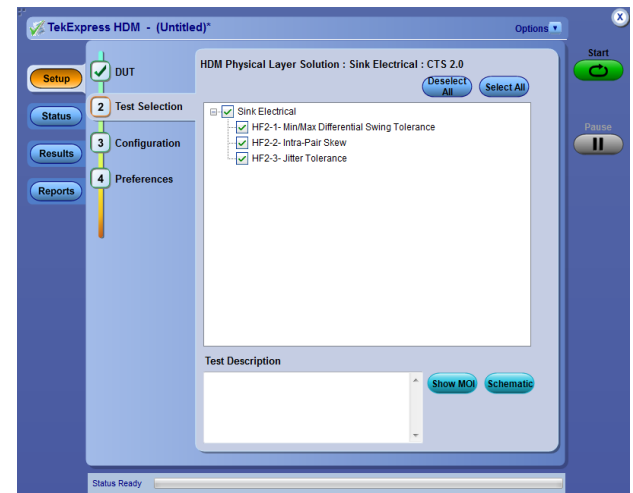 TekExpress HDM - (Untitled)*
Options
x
Start
Pause
Setup
Status
Results
Reports
DUT
2 Test Selection
3 Configuration
4 Preferences
HDM Physical Layer Solution : Sink Electrical : CTS 2.0
Deselect
All
Select All
Sink Electrical
HF2-1- Min/Max Differential Swing Tolerance
HF2-2- Intra-Pair Skew
HF2-3- Jitter Tolerance
Test Description
Show MOI
Schematic
Status Ready